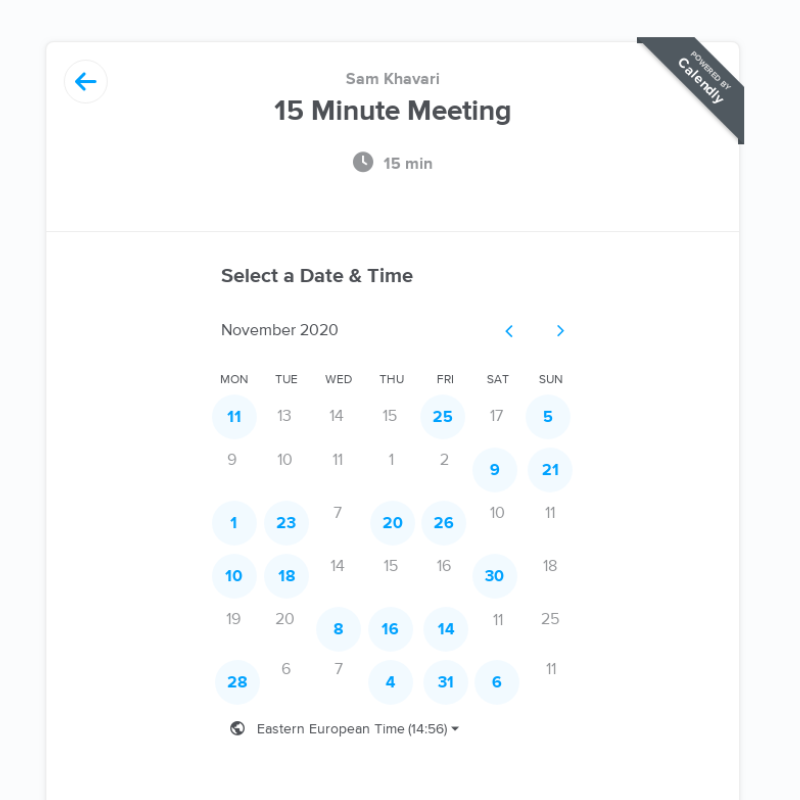 POWERED BY
Calendly
Sam Khavari
15 Minute Meeting
15 min
Select a Date & Time
November 2020
MON TUE WED THU FRI SAT SUN
11 13 14 15 25 17 5
9 10 11 1 2 9 21
1 23 7 20 26 10 11
10 18 14 15 16 30 18
19 20 8 16 14 11 25
28 6 7 4 31 6 11
Eastern European Time (14:56)